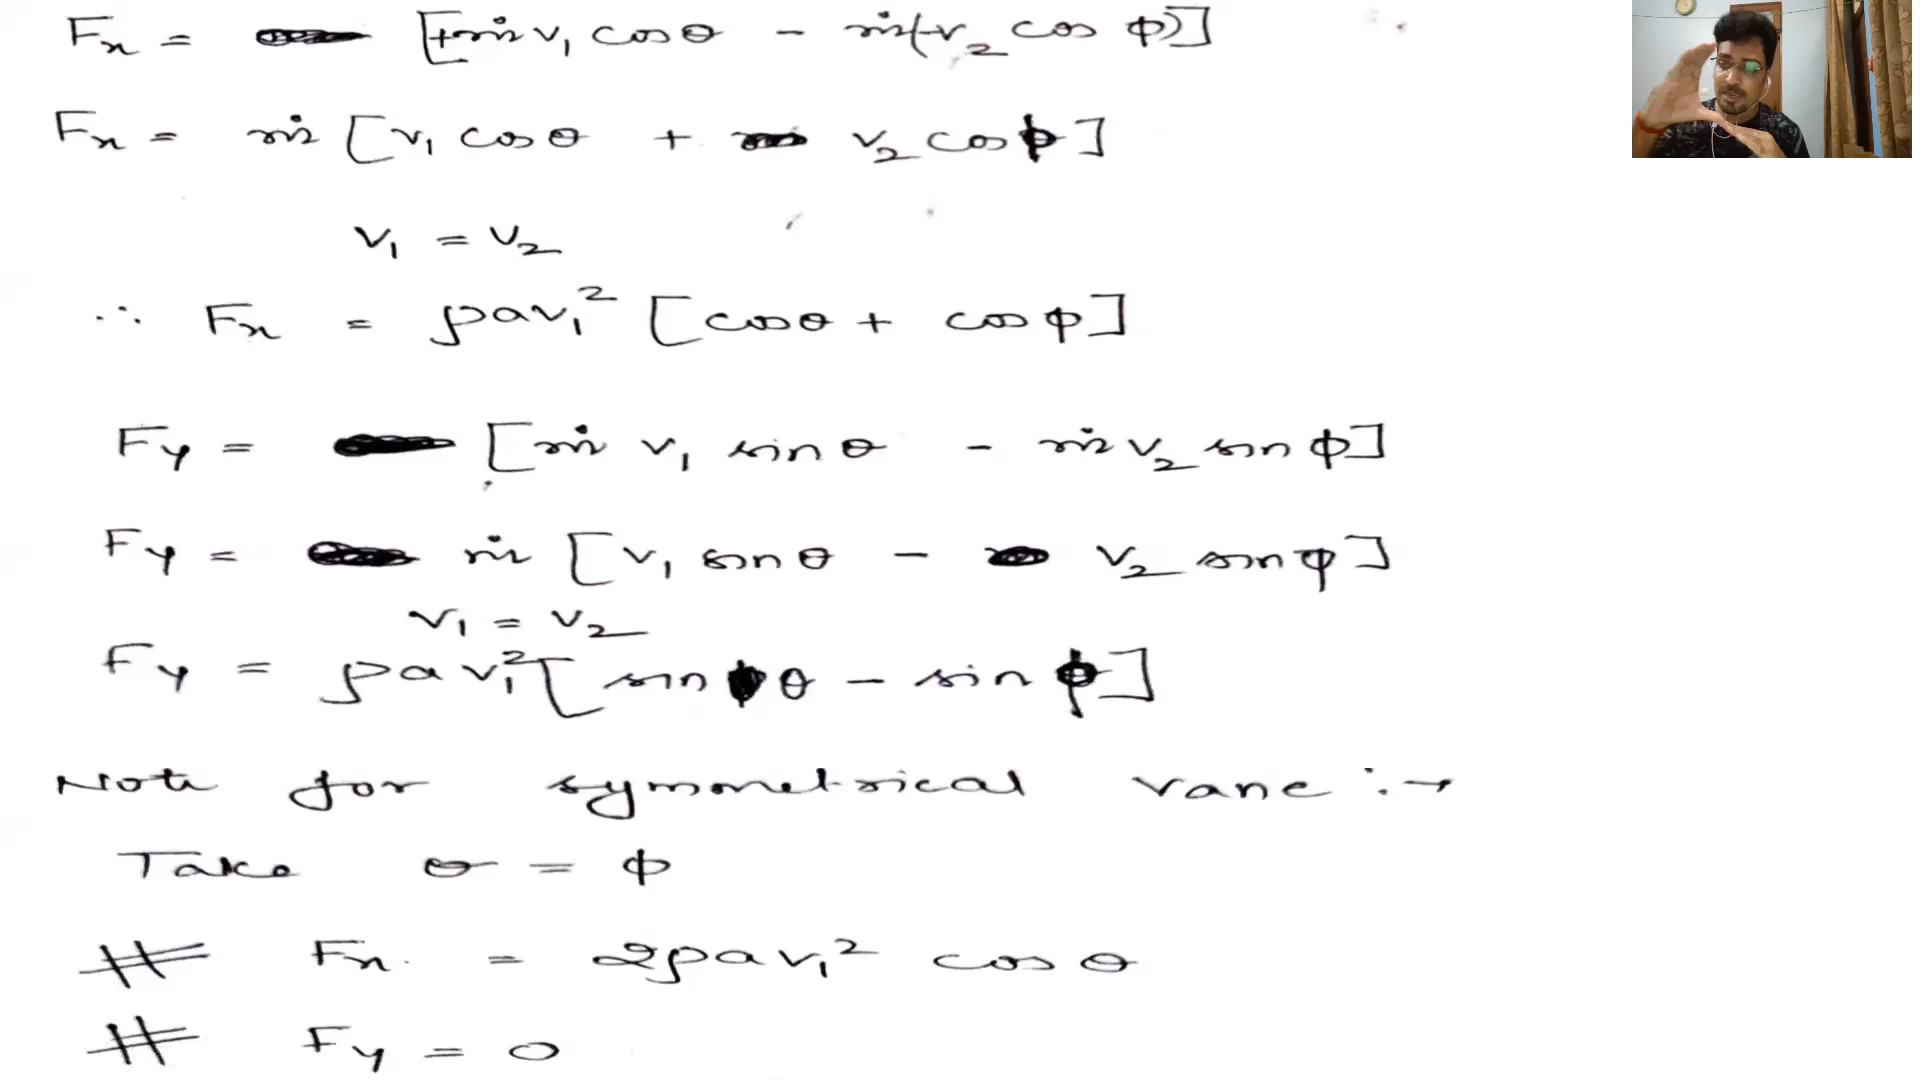 Fx = [+ṁ v₁ cos θ - ṁ(-v₂ cos ϕ)]
Fx = ṁ [v₁ cos θ + v₂ cos ϕ]
v₁ = v₂
∴ Fx = ρav₁² [cos θ + cos ϕ]
Fy = [ṁ v₁ sin θ - ṁ v₂ sin ϕ]
Fy = ṁ [v₁ sin θ - v₂ sin ϕ]
v₁ = v₂
Fy = ρav₁² [sin θ - sin ϕ]
Note for symmetrical vane :→
Take θ = ϕ
# Fx = 2ρav₁² cos θ
# Fy = 0